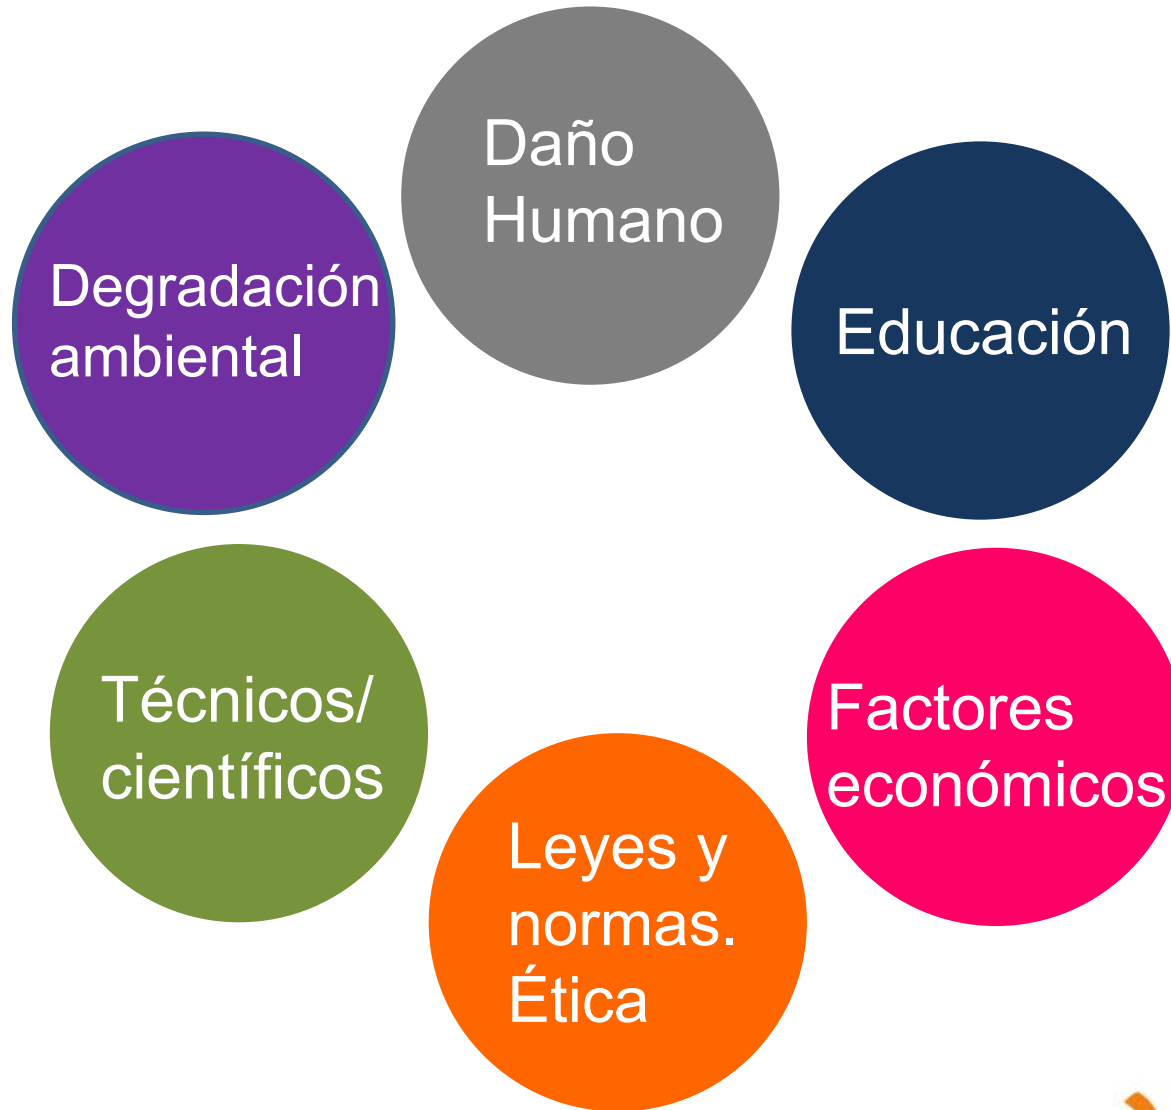 Daño
Humano
Degradación
ambiental
Educación
Técnicos/
científicos
Factores
económicos
Leyes y
normas.
Ética